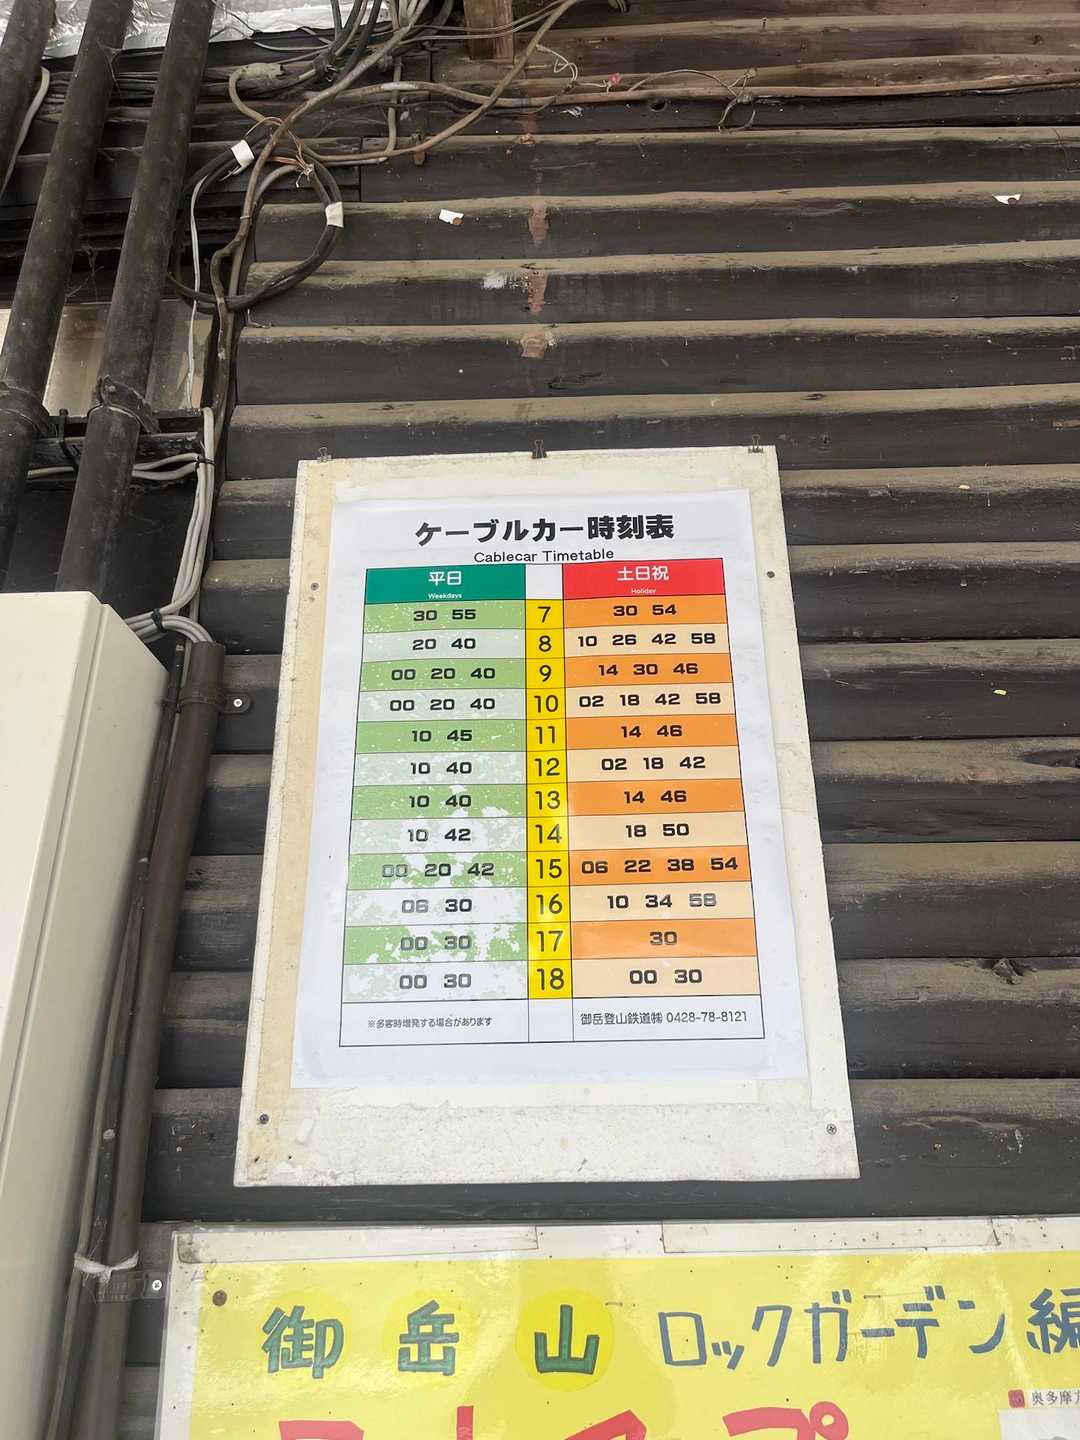 ケーブルカー時刻表
Cablecar Timetable
平日 土日祝
Weekdays Holiday
30 55 7 30 54
20 40 8 10 26 42 58
00 20 40 9 14 30 46
00 20 40 10 02 18 42 58
10 45 11 14 46
10 40 12 02 18 42
10 40 13 14 46
10 42 14 18 50
00 20 42 15 06 22 38 54
06 30 16 10 34 58
00 30 17 30
00 30 18 00 30
※多客時増発する場合があります 御岳登山鉄道㈱ 0428-78-8121
御岳山 ロックガーデン編
奥多摩